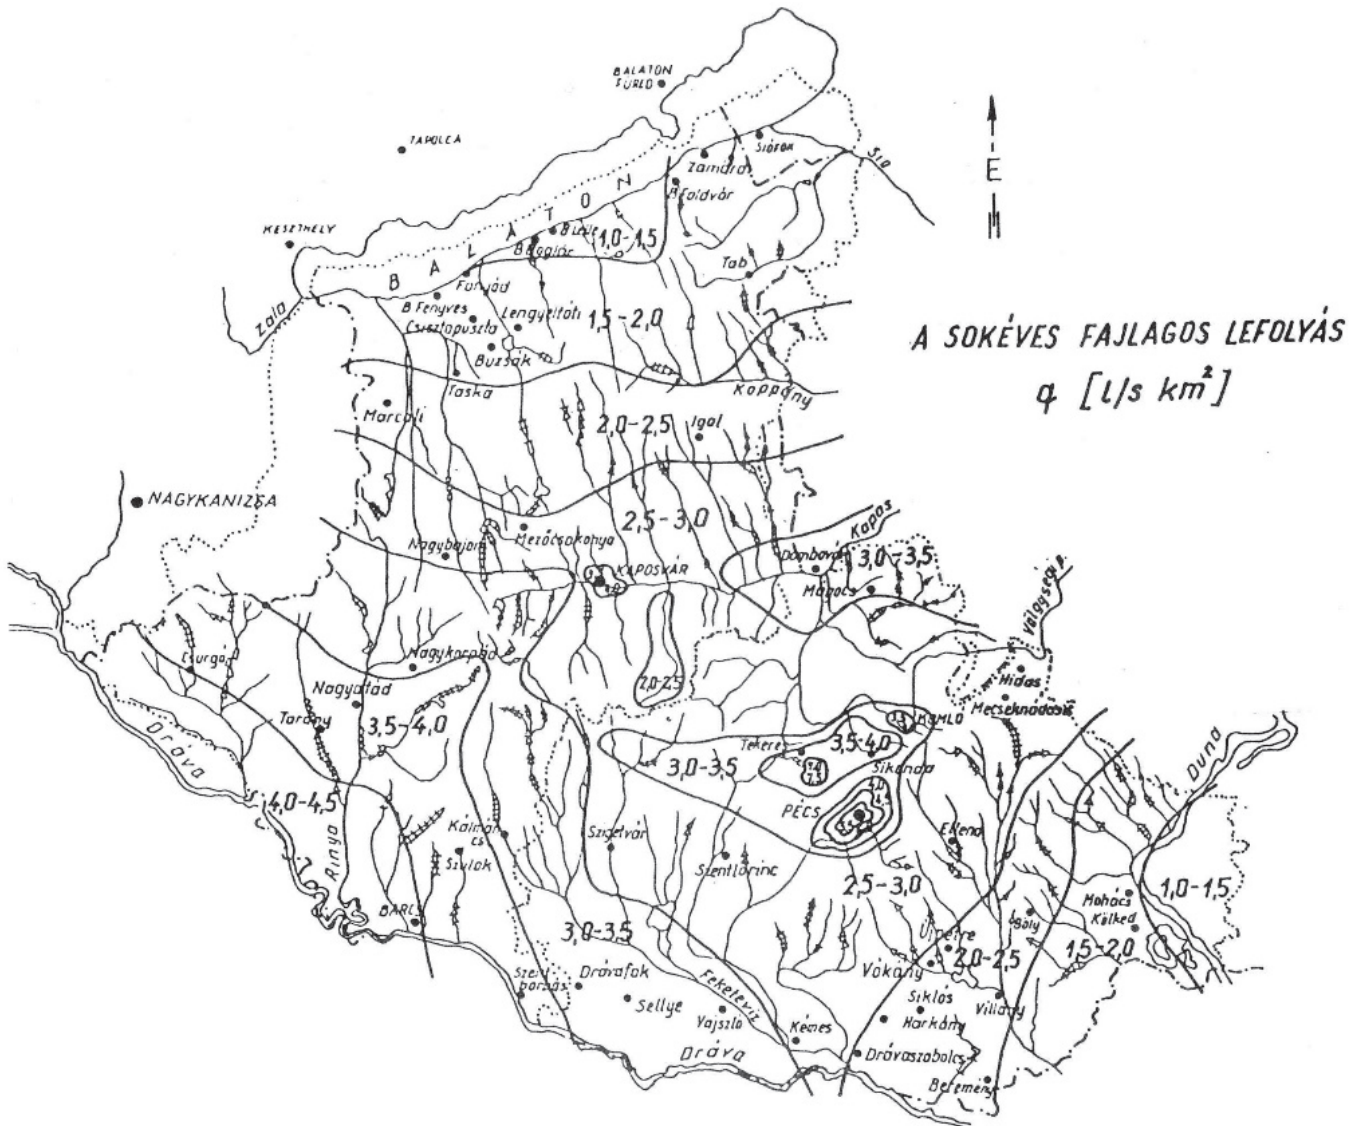 BALATON
FÜRED
TAPOLCA
SIÓFOK
Sió
Zamárdi
B Földvár
KESZTHELY
BALATON
B Boglár
1,0-1,5
Tab
Fonyód
Zala
B Fenyves
Lengyeltóti
1,5-2,0
Csisztapuszta
Buzsák
A SOKÉVES FAJLAGOS LEFOLYÁS
q [l/s km²]
Taska
Koppány
Marcali
2,0-2,5
Igal
NAGYKANIZSA
2,5-3,0
Kapos
Mezőcsokonya
Nagybajom
Dombóvár
3,0-3,5
KAPOSVÁR
Mágocs
Völgységi p.
Csurgó
Nagykorpád
Hidas
2,0-2,5
Nagyatád
Mecseknádasd
Tarany
3,5-4,0
KOMLÓ
Dráva
Tekere
3,5-4,0
Duna
3,0-3,5
Sikonda
4,0-4,5
PÉCS
Rinya
Kálmán
cs
Szigetvár
Ellend
Szulok
Szentlőrinc
2,5-3,0
1,0-1,5
BARCS
Mohács
Kölked
Bóly
3,0-3,5
Újpetre
2,0-2,5
1,5-2,0
Vókány
Drávafok
Feketevíz
Siklós
Villány
Sellye
Vajszló
Harkány
Kémes
Dráva
Drávaszabolcs
Beremend